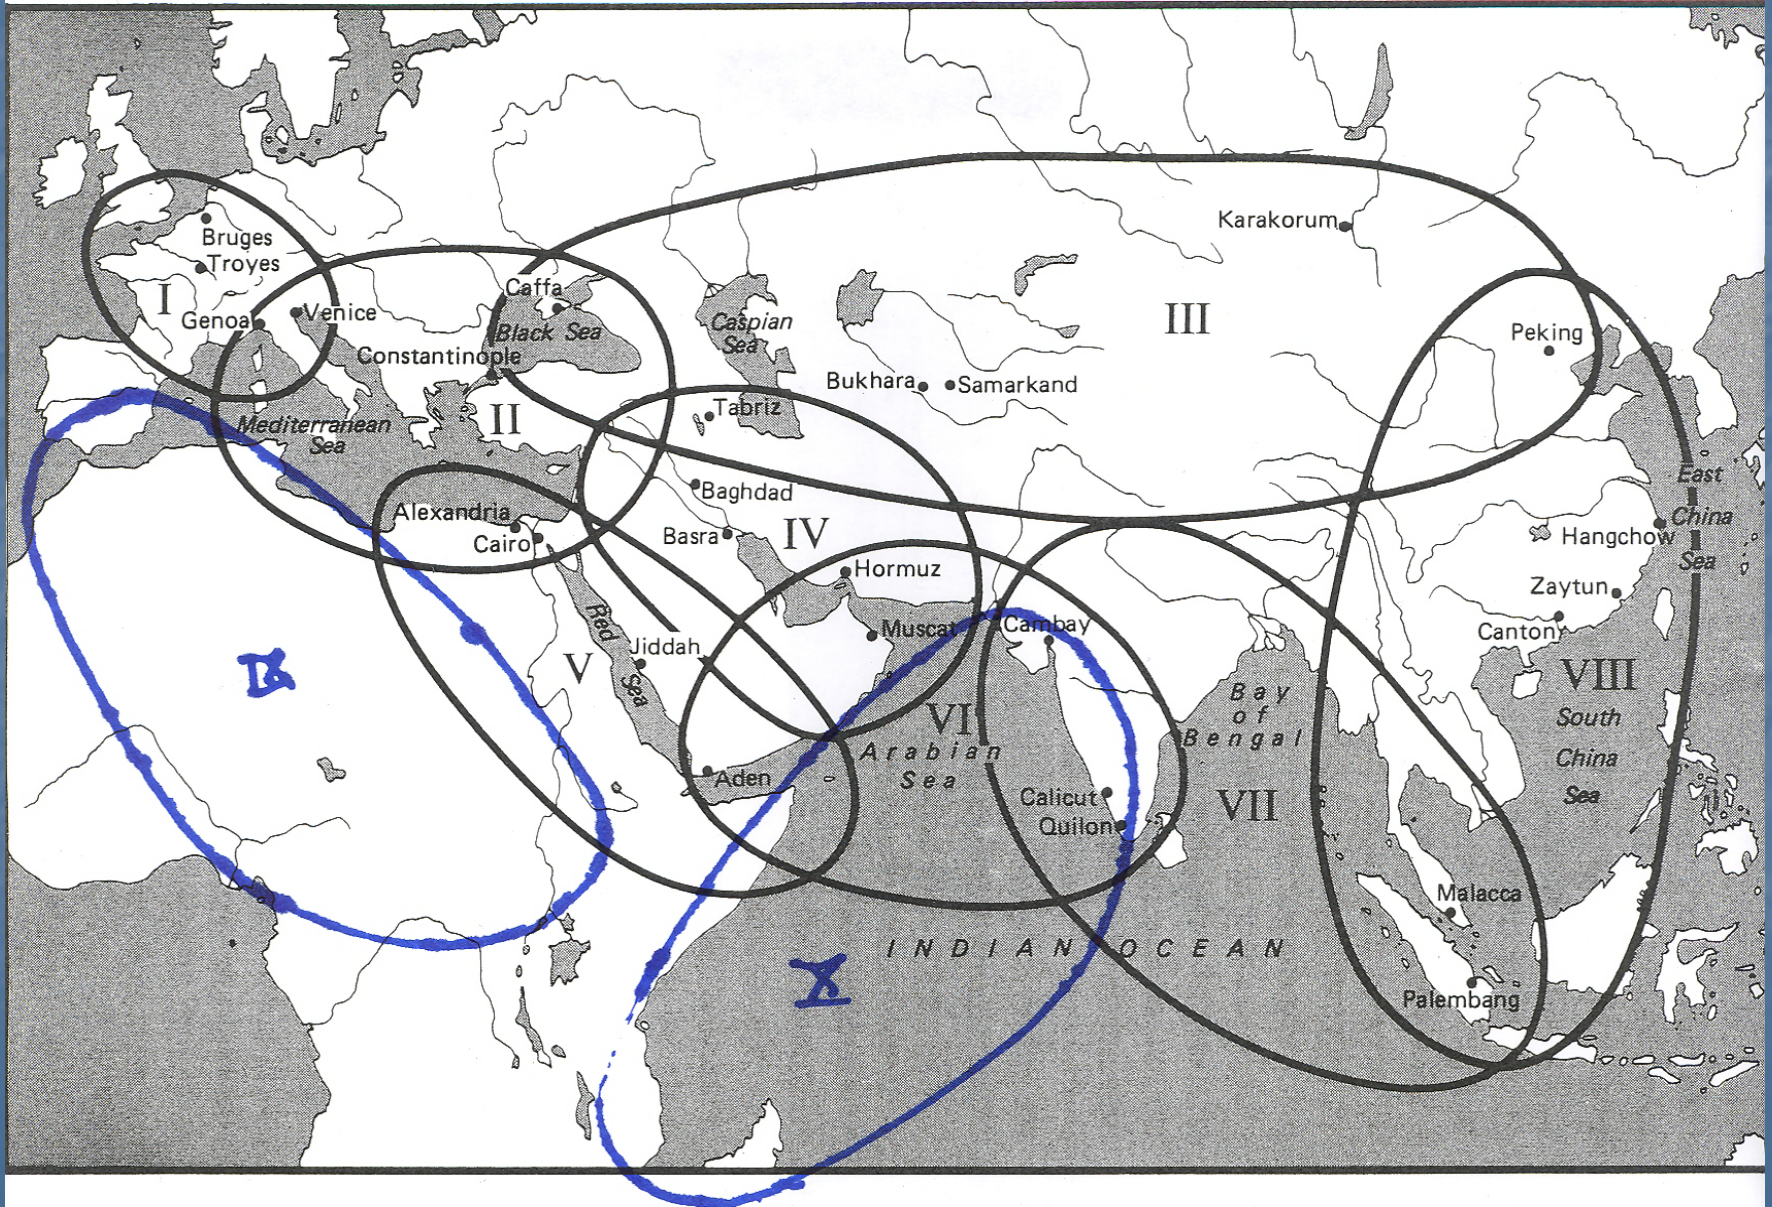 Karakorum
Bruges
Troyes
I
Genoa
Venice
Caffa
Black Sea
Constantinople
Caspian
Sea
III
Peking
Bukhara
Samarkand
II
Tabriz
Mediterranean
Sea
East
China
Sea
Baghdad
Alexandria
Cairo
Basra
IV
Hangchow
Hormuz
Zaytun
Cantony
Red
Sea
Muscat
Cambay
Jiddah
V
IX
VIII
South
China
Sea
Bay
of
Bengal
VI
Arabian
Sea
Aden
Calicut
Quilon
VII
Malacca
INDIAN OCEAN
X
Palembang